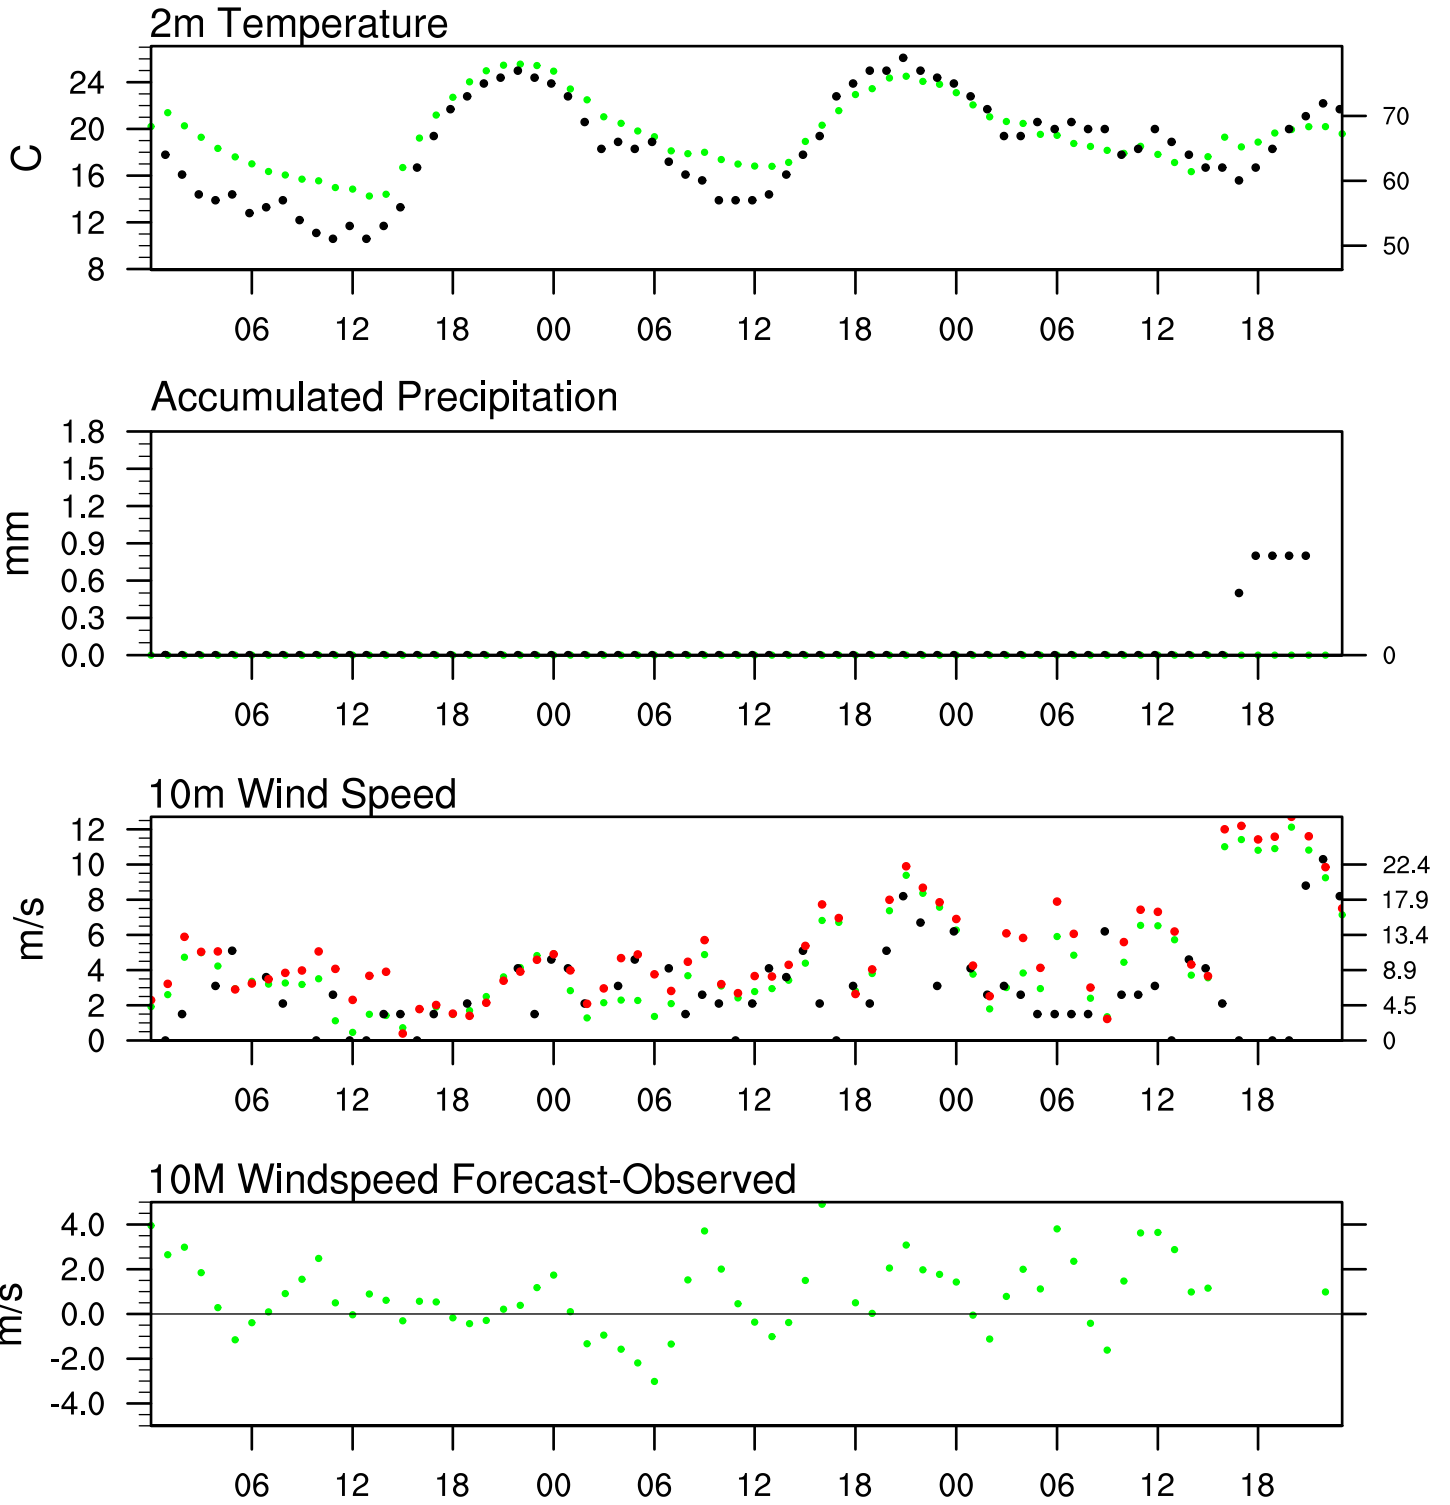 2m Temperature
C
24
20
16
12
8
70
60
50
06 12 18 00 06 12 18 00 06 12 18
Accumulated Precipitation
mm
1.8
1.5
1.2
0.9
0.6
0.3
0.0
0
06 12 18 00 06 12 18 00 06 12 18
10m Wind Speed
m/s
12
10
8
6
4
2
0
22.4
17.9
13.4
8.9
4.5
0
06 12 18 00 06 12 18 00 06 12 18
10M Windspeed Forecast-Observed
m/s
4.0
2.0
0.0
-2.0
-4.0
06 12 18 00 06 12 18 00 06 12 18